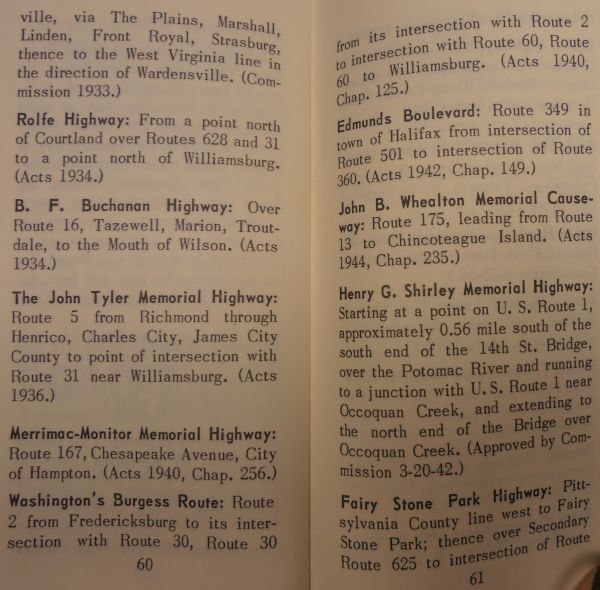 ville, via The Plains, Marshall,
Linden, Front Royal, Strasburg,
thence to the West Virginia line in
the direction of Wardensville. (Com-
mission 1933.)
Rolfe Highway: From a point north
of Courtland over Routes 628 and 31
to a point north of Williamsburg.
(Acts 1934.)
B. F. Buchanan Highway: Over
Route 16, Tazewell, Marion, Trout-
dale, to the Mouth of Wilson. (Acts
1934.)
The John Tyler Memorial Highway:
Route 5 from Richmond through
Henrico, Charles City, James City
County to point of intersection with
Route 31 near Williamsburg. (Acts
1936.)
Merrimac-Monitor Memorial Highway:
Route 167, Chesapeake Avenue, City
of Hampton. (Acts 1940, Chap. 256.)
Washington's Burgess Route: Route
2 from Fredericksburg to its inter-
section with Route 30, Route 30
60
from its intersection with Route 2
to intersection with Route 60, Route
60 to Williamsburg. (Acts 1940,
Chap. 125.)
Edmunds Boulevard: Route 349 in
town of Halifax from intersection of
Route 501 to intersection of Route
360. (Acts 1942, Chap. 149.)
John B. Whealton Memorial Cause-
way: Route 175, leading from Route
13 to Chincoteague Island. (Acts
1944, Chap. 235.)
Henry G. Shirley Memorial Highway:
Starting at a point on U. S. Route 1,
approximately 0.56 mile south of the
south end of the 14th St. Bridge,
over the Potomac River and running
to a junction with U. S. Route 1 near
Occoquan Creek, and extending to
the north end of the Bridge over
Occoquan Creek. (Approved by Com-
mission 3-20-42.)
Fairy Stone Park Highway: Pitt-
sylvania County line west to Fairy
Stone Park; thence over Secondary
Route 625 to intersection of Route
61